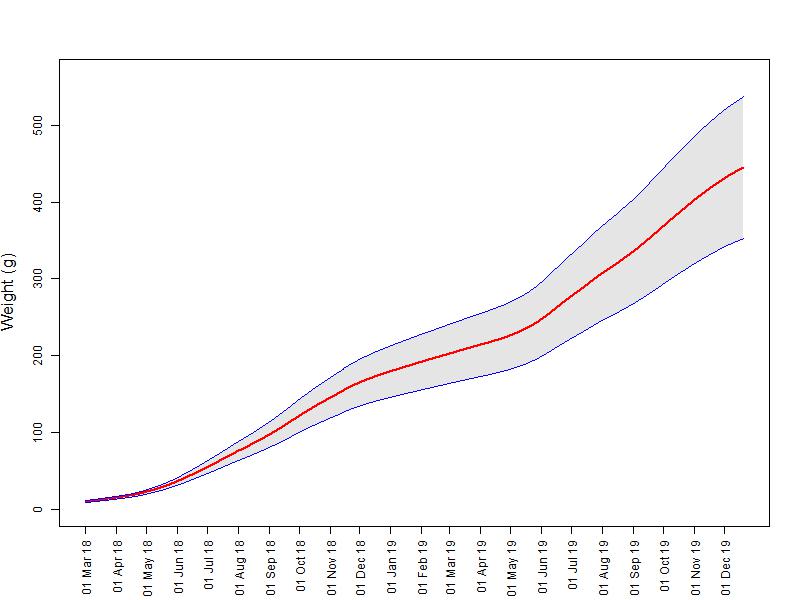 Weight (g)
500
400
300
200
100
0
01 Mar 18
01 Apr 18
01 May 18
01 Jun 18
01 Jul 18
01 Aug 18
01 Sep 18
01 Oct 18
01 Nov 18
01 Dec 18
01 Jan 19
01 Feb 19
01 Mar 19
01 Apr 19
01 May 19
01 Jun 19
01 Jul 19
01 Aug 19
01 Sep 19
01 Oct 19
01 Nov 19
01 Dec 19